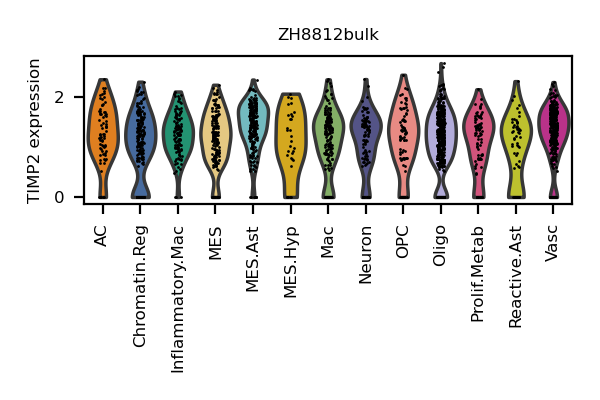 ZH8812bulk
TIMP2 expression
2
0
AC
Chromatin.Reg
Inflammatory.Mac
MES
MES.Ast
MES.Hyp
Mac
Neuron
OPC
Oligo
Prolif.Metab
Reactive.Ast
Vasc